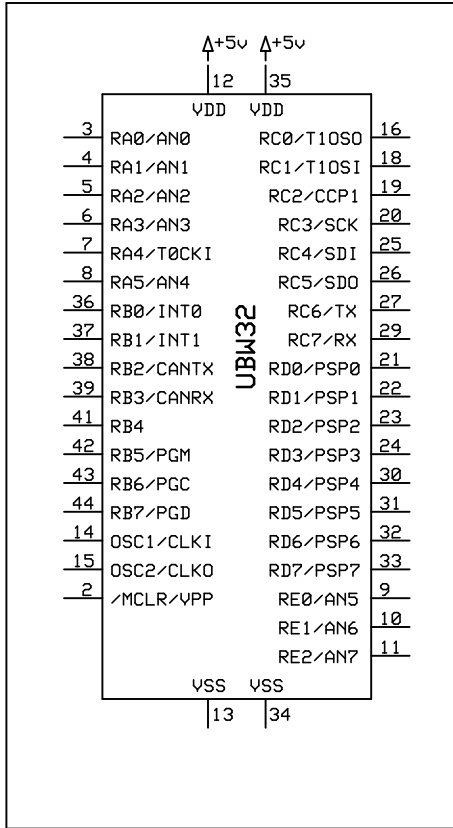 +5v +5v
12 35
VDD VDD
3 RA0/AN0 RC0/T1OSO 16
4 RA1/AN1 RC1/T1OSI 18
5 RA2/AN2 RC2/CCP1 19
6 RA3/AN3 RC3/SCK 20
7 RA4/T0CKI RC4/SDI 25
8 RA5/AN4 RC5/SDO 26
36 RB0/INT0 RC6/TX 27
37 RB1/INT1 RC7/RX 29
38 RB2/CANTX RD0/PSP0 21
39 RB3/CANRX RD1/PSP1 22
41 RB4 RD2/PSP2 23
42 RB5/PGM RD3/PSP3 24
43 RB6/PGC RD4/PSP4 30
44 RB7/PGD RD5/PSP5 31
14 OSC1/CLKI RD6/PSP6 32
15 OSC2/CLKO RD7/PSP7 33
2 /MCLR/VPP RE0/AN5 9
RE1/AN6 10
RE2/AN7 11
UBW32
VSS VSS
13 34